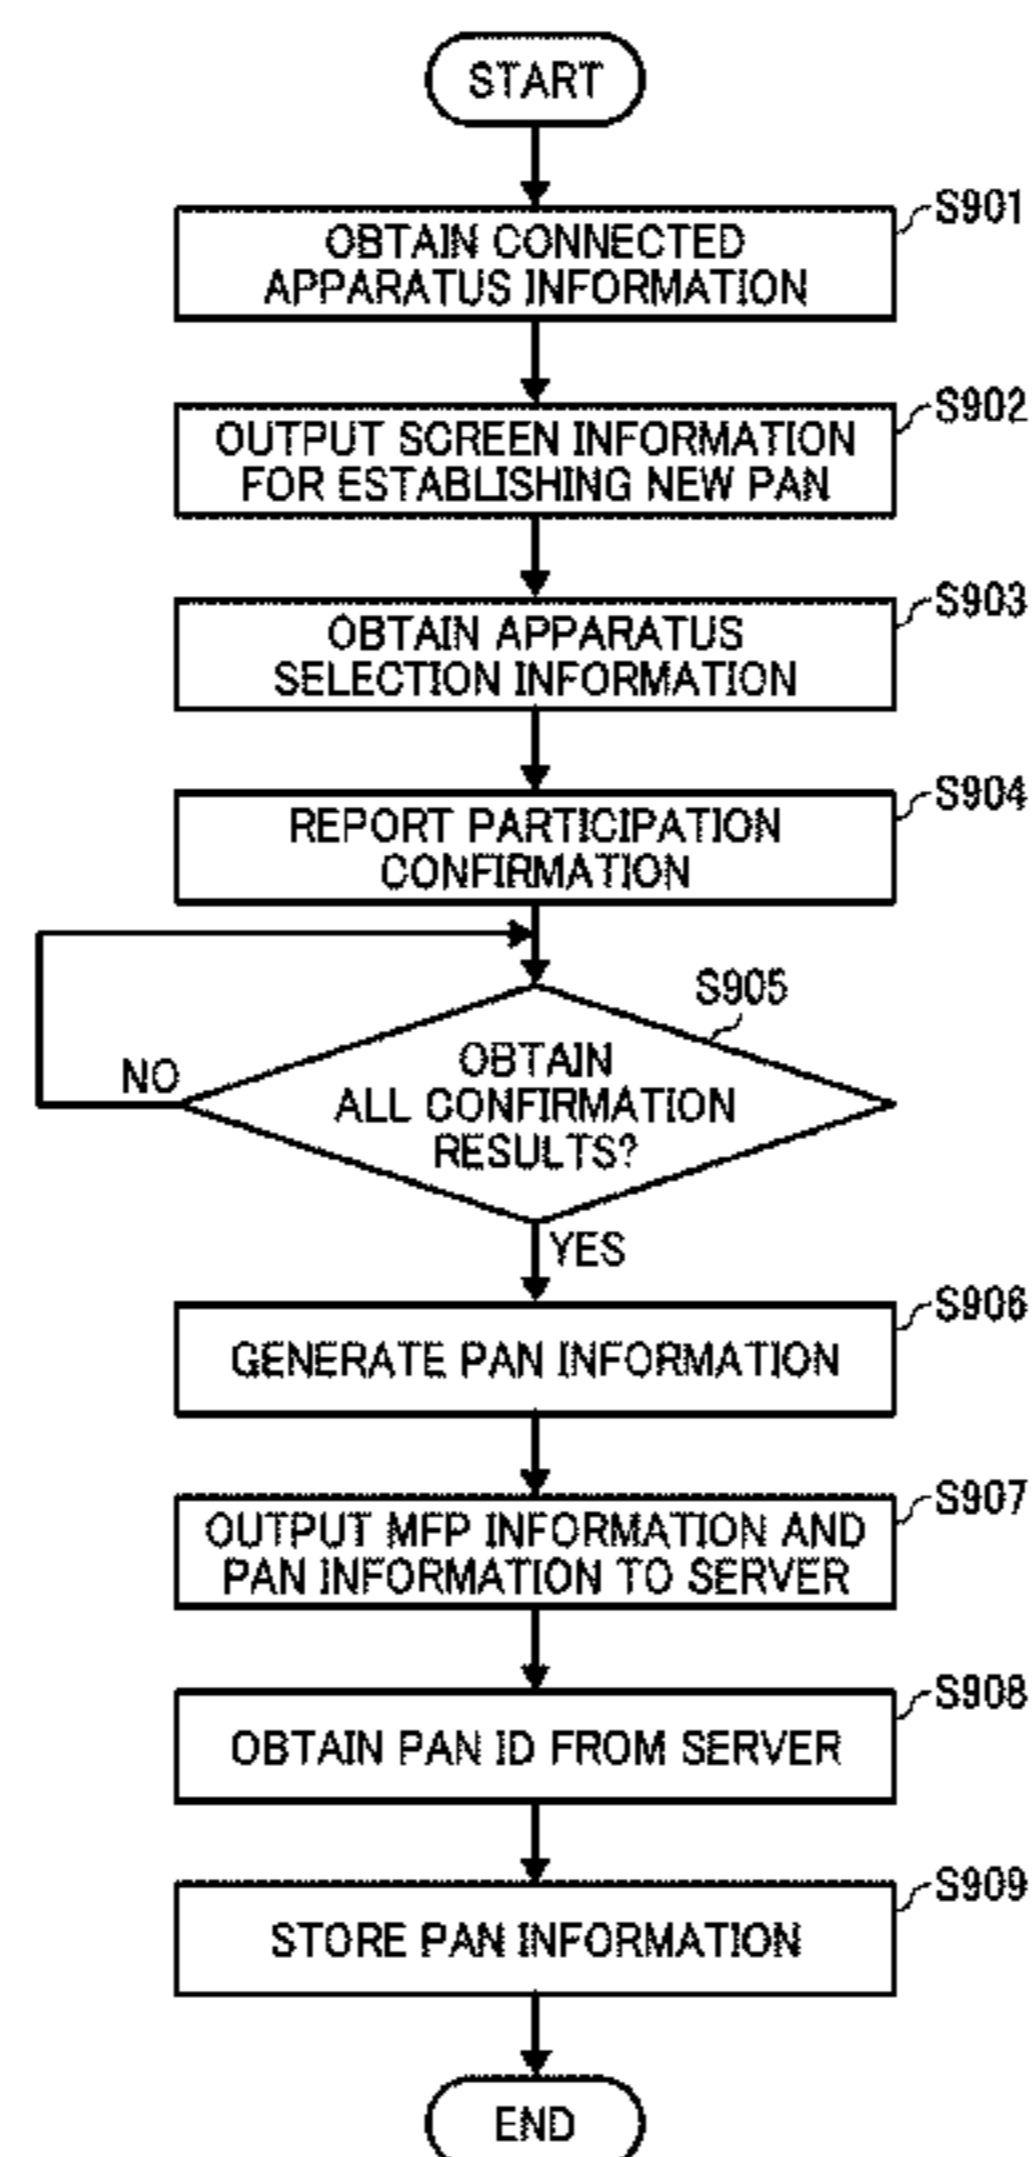 START
S901
OBTAIN CONNECTED
APPARATUS INFORMATION
S902
OUTPUT SCREEN INFORMATION
FOR ESTABLISHING NEW PAN
S903
OBTAIN APPARATUS
SELECTION INFORMATION
S904
REPORT PARTICIPATION
CONFIRMATION
S905
OBTAIN
ALL CONFIRMATION
RESULTS?
NO
YES
S906
GENERATE PAN INFORMATION
S907
OUTPUT MFP INFORMATION AND
PAN INFORMATION TO SERVER
S908
OBTAIN PAN ID FROM SERVER
S909
STORE PAN INFORMATION
END